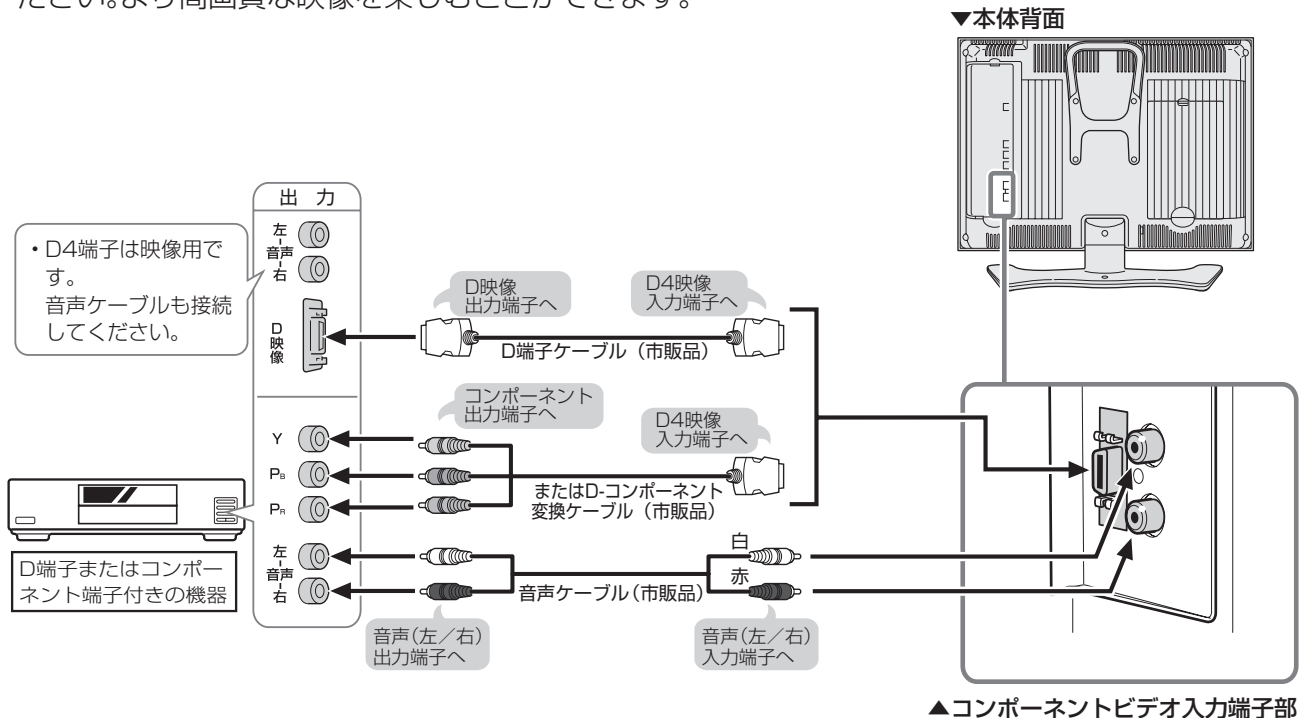 ださい。より高画質な映像を楽しむことができます。
▼本体背面
出 力
左
音声
右
・D4端子は映像用で
す。
音声ケーブルも接続
してください。
D映像
D映像
出力端子へ
D4映像
入力端子へ
D端子ケーブル（市販品）
コンポーネント
出力端子へ
D4映像
入力端子へ
Y
PB
PR
またはD-コンポーネント
変換ケーブル（市販品）
D端子またはコンポー
ネント端子付きの機器
左
音声
右
白
赤
音声ケーブル（市販品）
音声（左／右）
出力端子へ
音声（左／右）
入力端子へ
▲コンポーネントビデオ入力端子部